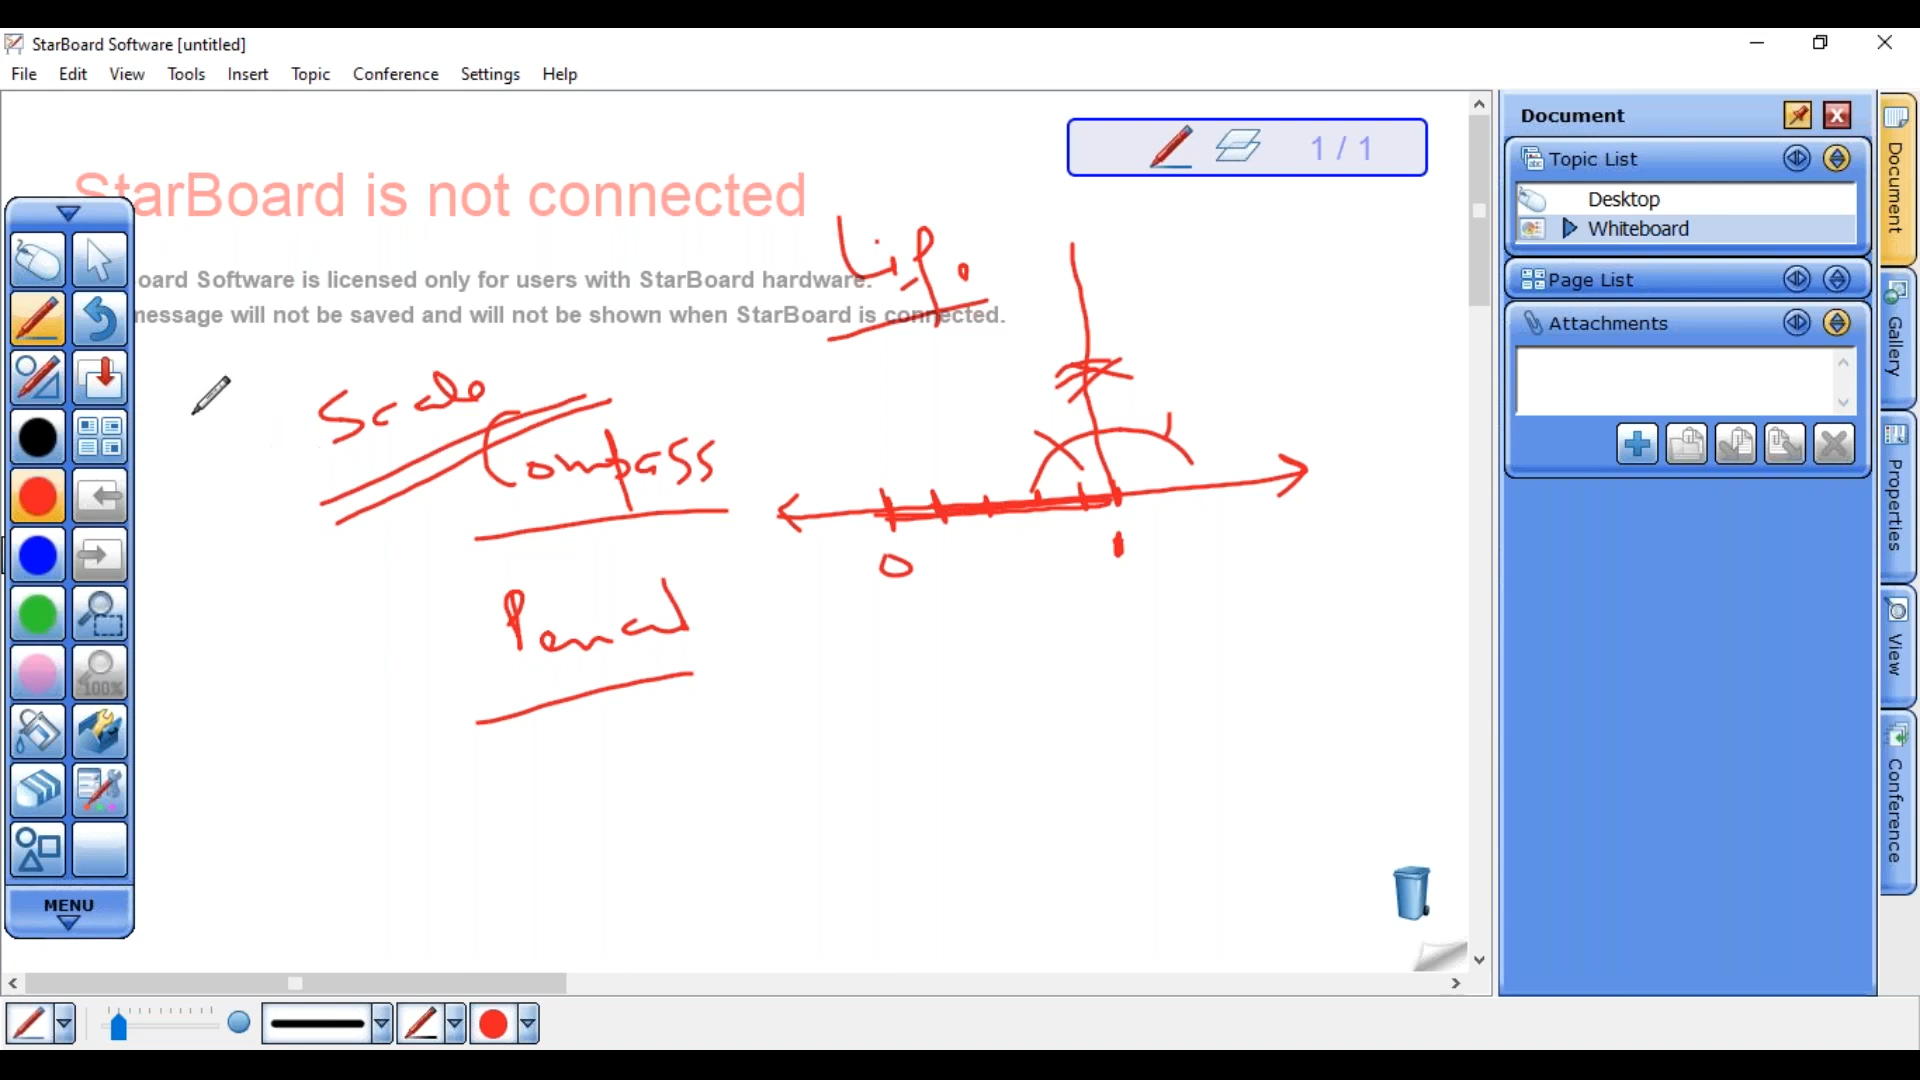 StarBoard Software [untitled]
File Edit View Tools Insert Topic Conference Settings Help
StarBoard is not connected
1 / 1
oard Software is licensed only for users with StarBoard hardware.
message will not be saved and will not be shown when StarBoard is connected.
Scale
Compass
Pencil
0
1
MENU
100%
Document
Topic List
Desktop
Whiteboard
Page List
Attachments
Document
Gallery
Properties
View
Conference